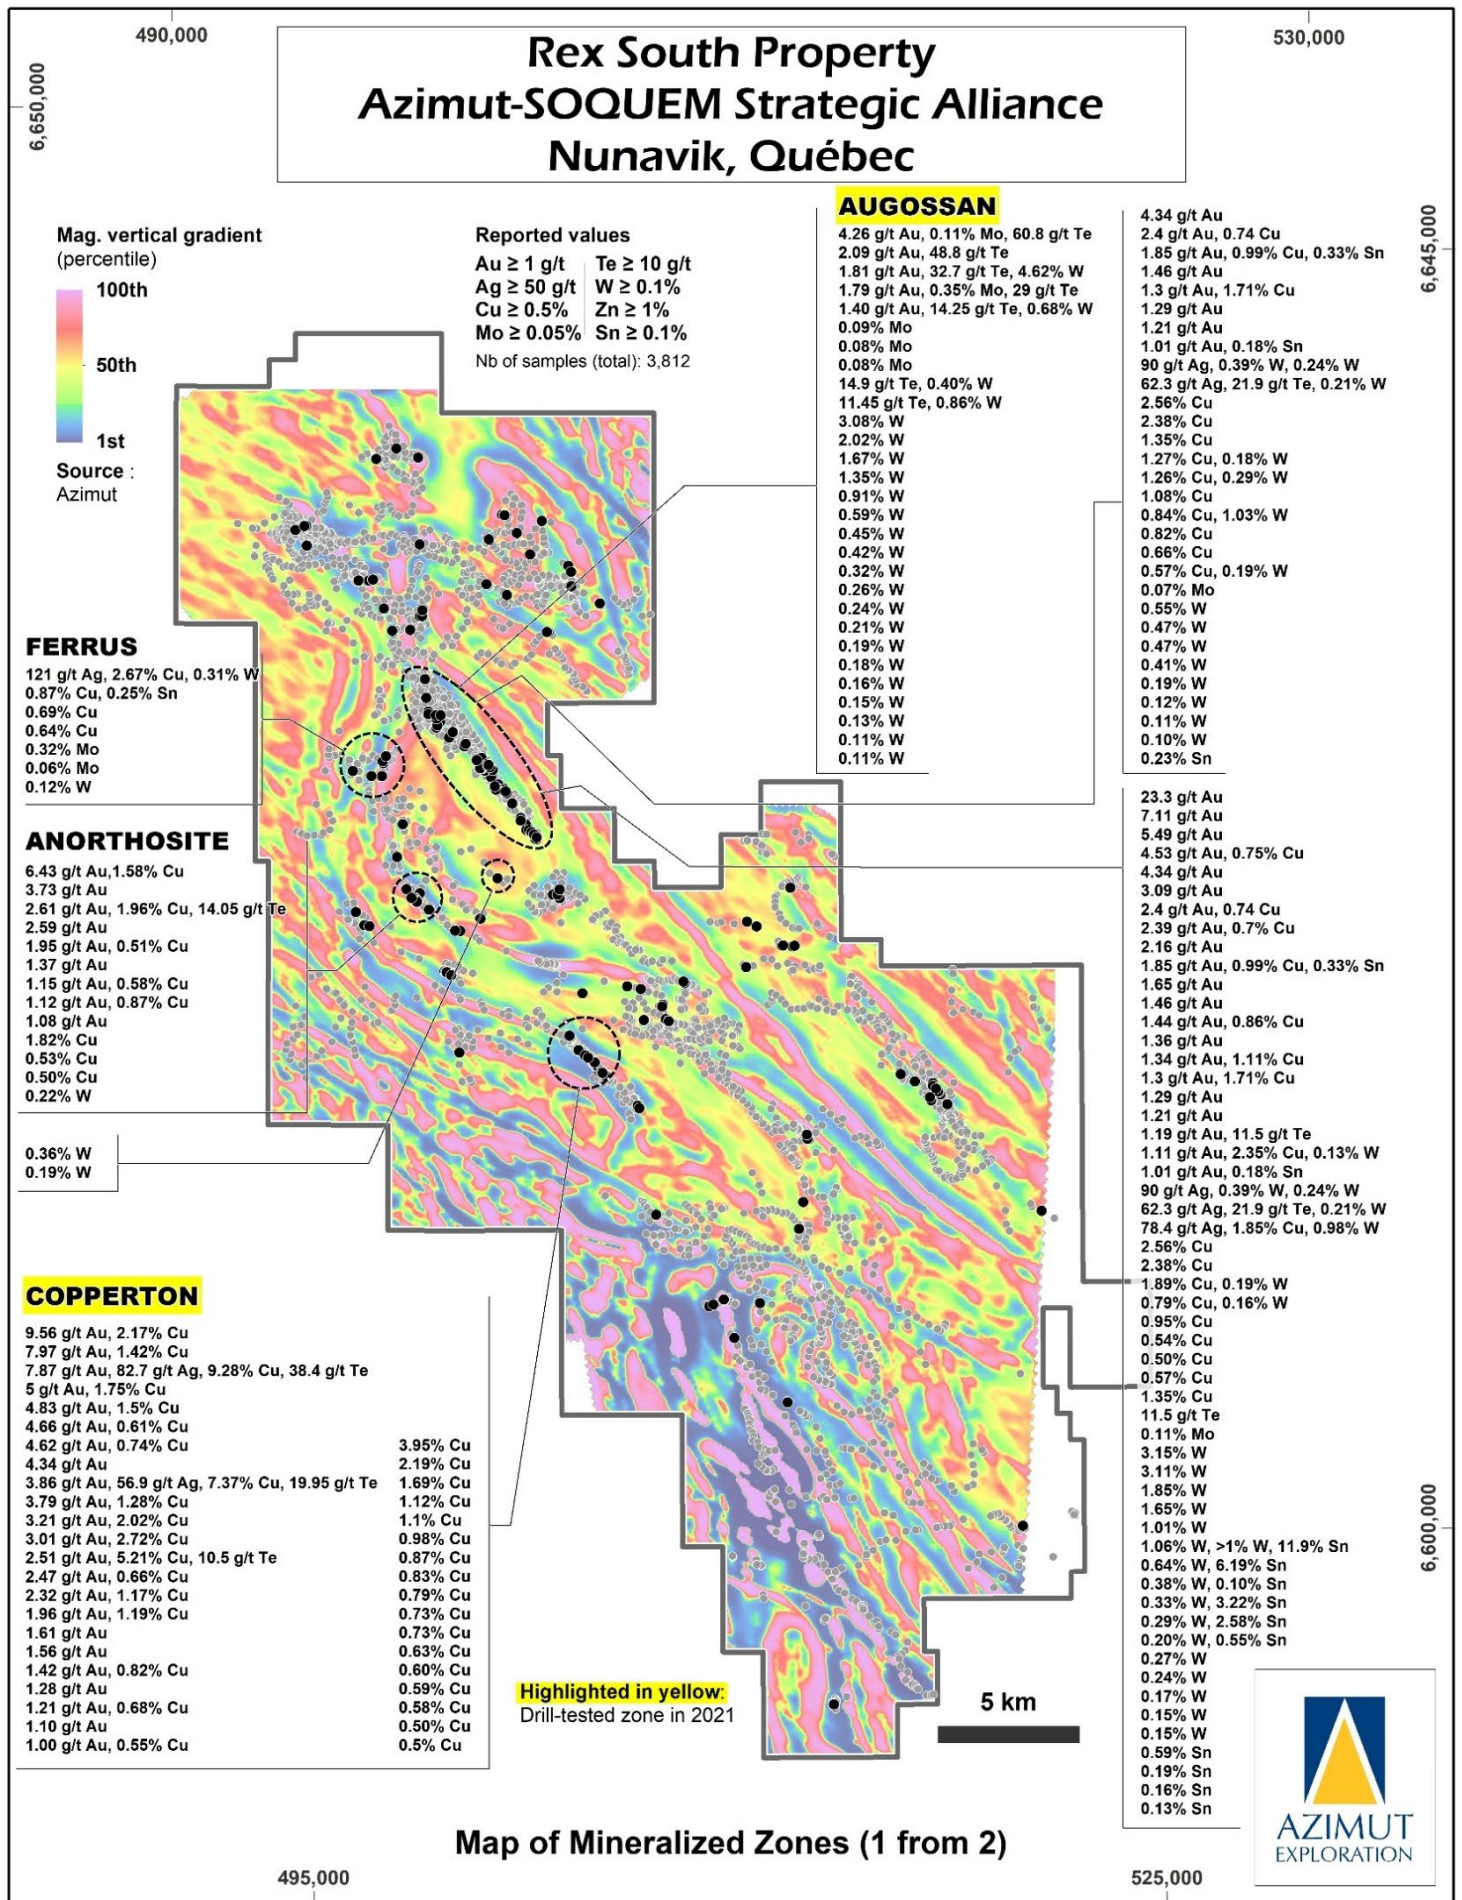 490,000
530,000
6,650,000
Rex South Property
Azimut-SOQUEM Strategic Alliance
Nunavik, Québec
6,645,000
Mag. vertical gradient
(percentile)
100th
50th
1st
Source :
Azimut
Reported values
Au ≥ 1 g/t
Ag ≥ 50 g/t
Cu ≥ 0.5%
Mo ≥ 0.05%
Te ≥ 10 g/t
W ≥ 0.1%
Zn ≥ 1%
Sn ≥ 0.1%
Nb of samples (total): 3,812
AUGOSSAN
4.26 g/t Au, 0.11% Mo, 60.8 g/t Te
2.09 g/t Au, 48.8 g/t Te
1.81 g/t Au, 32.7 g/t Te, 4.62% W
1.79 g/t Au, 0.35% Mo, 29 g/t Te
1.40 g/t Au, 14.25 g/t Te, 0.68% W
0.09% Mo
0.08% Mo
0.08% Mo
14.9 g/t Te, 0.40% W
11.45 g/t Te, 0.86% W
3.08% W
2.02% W
1.67% W
1.35% W
0.91% W
0.59% W
0.45% W
0.42% W
0.32% W
0.26% W
0.24% W
0.21% W
0.19% W
0.18% W
0.16% W
0.15% W
0.13% W
0.11% W
0.11% W
4.34 g/t Au
2.4 g/t Au, 0.74 Cu
1.85 g/t Au, 0.99% Cu, 0.33% Sn
1.46 g/t Au
1.3 g/t Au, 1.71% Cu
1.29 g/t Au
1.21 g/t Au
1.01 g/t Au, 0.18% Sn
90 g/t Ag, 0.39% W, 0.24% W
62.3 g/t Ag, 21.9 g/t Te, 0.21% W
2.56% Cu
2.38% Cu
1.35% Cu
1.27% Cu, 0.18% W
1.26% Cu, 0.29% W
1.08% Cu
0.84% Cu, 1.03% W
0.82% Cu
0.66% Cu
0.57% Cu, 0.19% W
0.07% Mo
0.55% W
0.47% W
0.47% W
0.41% W
0.19% W
0.12% W
0.11% W
0.10% W
0.23% Sn
FERRUS
121 g/t Ag, 2.67% Cu, 0.31% W
0.87% Cu, 0.25% Sn
0.69% Cu
0.64% Cu
0.32% Mo
0.06% Mo
0.12% W
ANORTHOSITE
6.43 g/t Au,1.58% Cu
3.73 g/t Au
2.61 g/t Au, 1.96% Cu, 14.05 g/t Te
2.59 g/t Au
1.95 g/t Au, 0.51% Cu
1.37 g/t Au
1.15 g/t Au, 0.58% Cu
1.12 g/t Au, 0.87% Cu
1.08 g/t Au
1.82% Cu
0.53% Cu
0.50% Cu
0.22% W
0.36% W
0.19% W
23.3 g/t Au
7.11 g/t Au
5.49 g/t Au
4.53 g/t Au, 0.75% Cu
4.34 g/t Au
3.09 g/t Au
2.4 g/t Au, 0.74 Cu
2.39 g/t Au, 0.7% Cu
2.16 g/t Au
1.85 g/t Au, 0.99% Cu, 0.33% Sn
1.65 g/t Au
1.46 g/t Au
1.44 g/t Au, 0.86% Cu
1.36 g/t Au
1.34 g/t Au, 1.11% Cu
1.3 g/t Au, 1.71% Cu
1.29 g/t Au
1.21 g/t Au
1.19 g/t Au, 11.5 g/t Te
1.11 g/t Au, 2.35% Cu, 0.13% W
1.01 g/t Au, 0.18% Sn
90 g/t Ag, 0.39% W, 0.24% W
62.3 g/t Ag, 21.9 g/t Te, 0.21% W
78.4 g/t Ag, 1.85% Cu, 0.98% W
2.56% Cu
2.38% Cu
1.89% Cu, 0.19% W
0.79% Cu, 0.16% W
0.95% Cu
0.54% Cu
0.50% Cu
0.57% Cu
1.35% Cu
11.5 g/t Te
0.11% Mo
3.15% W
3.11% W
1.85% W
1.65% W
1.01% W
1.06% W, >1% W, 11.9% Sn
0.64% W, 6.19% Sn
0.38% W, 0.10% Sn
0.33% W, 3.22% Sn
0.29% W, 2.58% Sn
0.20% W, 0.55% Sn
0.27% W
0.24% W
0.17% W
0.15% W
0.15% W
0.59% Sn
0.19% Sn
0.16% Sn
0.13% Sn
COPPERTON
9.56 g/t Au, 2.17% Cu
7.97 g/t Au, 1.42% Cu
7.87 g/t Au, 82.7 g/t Ag, 9.28% Cu, 38.4 g/t Te
5 g/t Au, 1.75% Cu
4.83 g/t Au, 1.5% Cu
4.66 g/t Au, 0.61% Cu
4.62 g/t Au, 0.74% Cu
4.34 g/t Au
3.86 g/t Au, 56.9 g/t Ag, 7.37% Cu, 19.95 g/t Te
3.79 g/t Au, 1.28% Cu
3.21 g/t Au, 2.02% Cu
3.01 g/t Au, 2.72% Cu
2.51 g/t Au, 5.21% Cu, 10.5 g/t Te
2.47 g/t Au, 0.66% Cu
2.32 g/t Au, 1.17% Cu
1.96 g/t Au, 1.19% Cu
1.61 g/t Au
1.56 g/t Au
1.42 g/t Au, 0.82% Cu
1.28 g/t Au
1.21 g/t Au, 0.68% Cu
1.10 g/t Au
1.00 g/t Au, 0.55% Cu
3.95% Cu
2.19% Cu
1.69% Cu
1.12% Cu
1.1% Cu
0.98% Cu
0.87% Cu
0.83% Cu
0.79% Cu
0.73% Cu
0.73% Cu
0.63% Cu
0.60% Cu
0.59% Cu
0.58% Cu
0.50% Cu
0.5% Cu
Highlighted in yellow:
Drill-tested zone in 2021
5 km
6,600,000
AZIMUT
EXPLORATION
Map of Mineralized Zones (1 from 2)
495,000
525,000